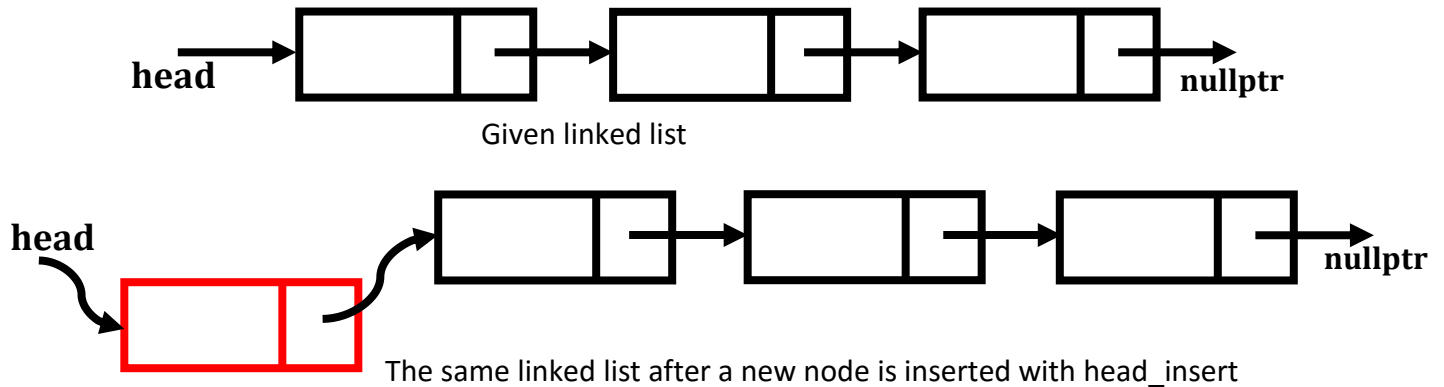 head
nullptr
Given linked list
head
nullptr
The same linked list after a new node is inserted with head_insert